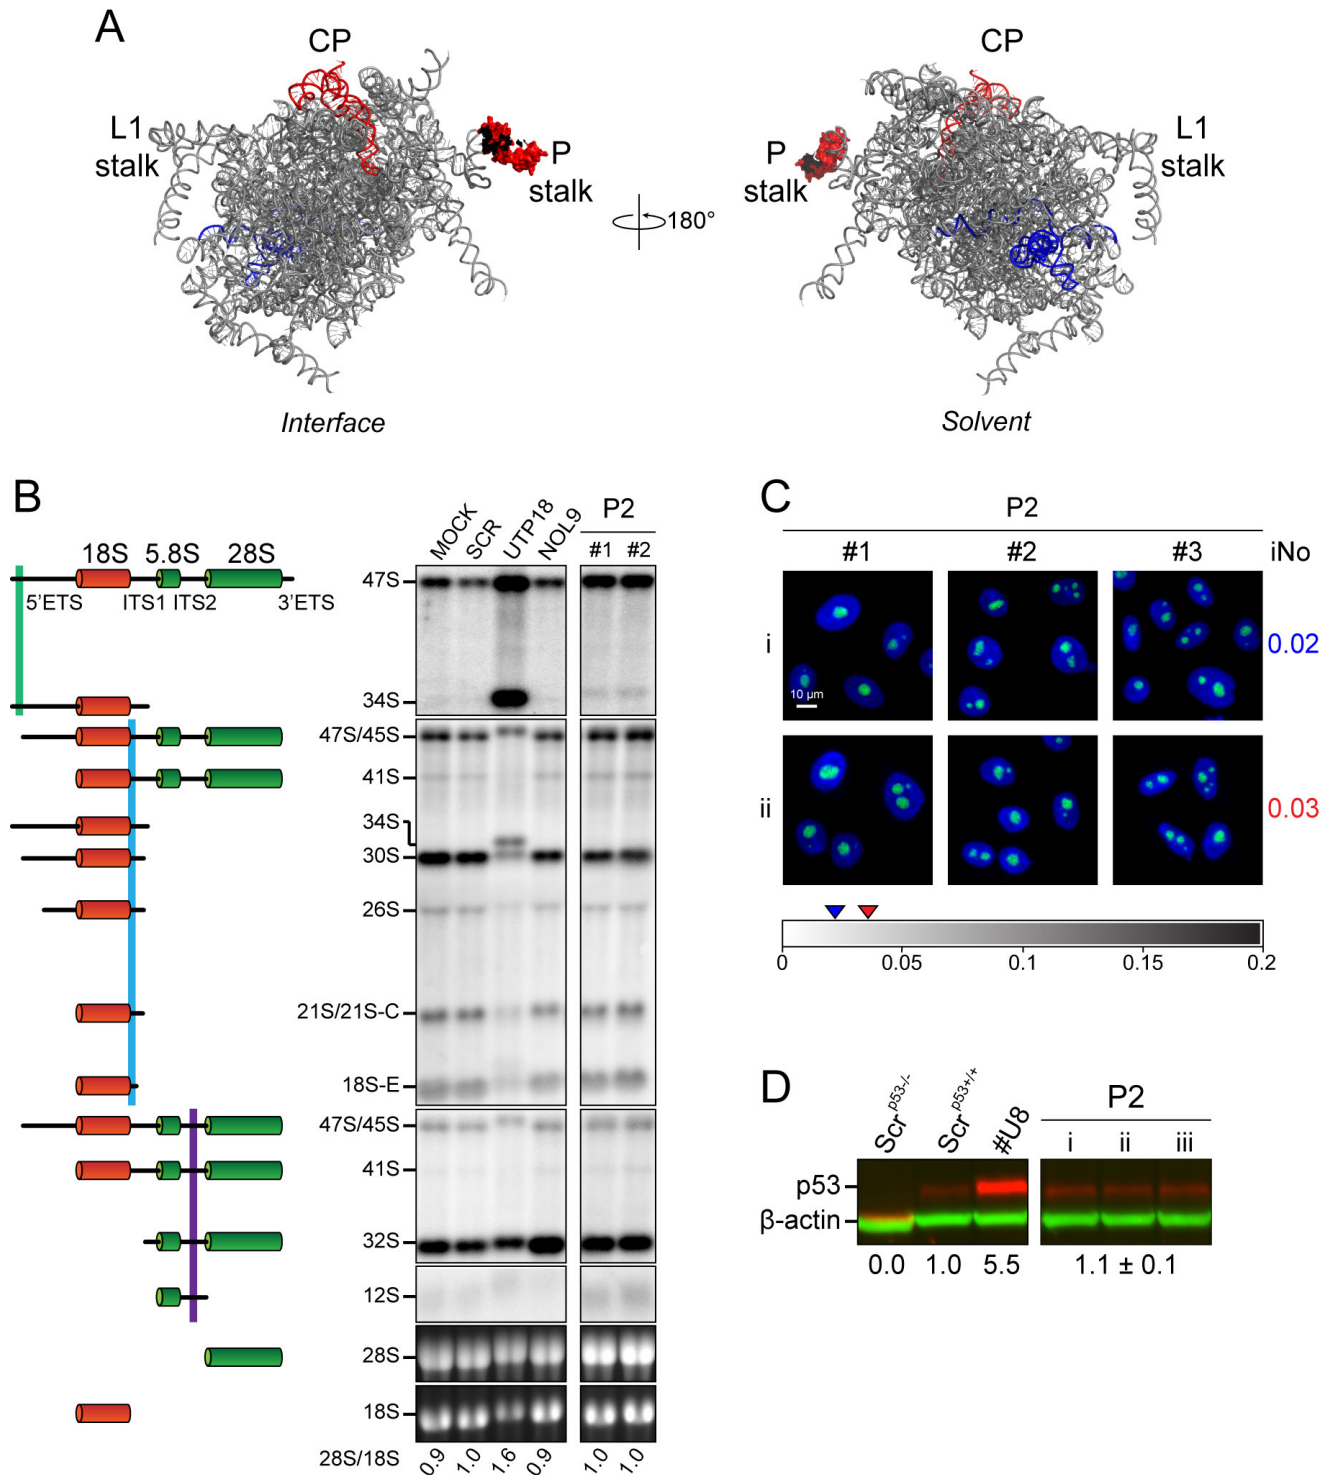 A
CP
L1
stalk
P
stalk
Interface
180°
CP
P
stalk
L1
stalk
Solvent
B
18S 5.8S 28S
5'ETS ITS1 ITS2 3'ETS
MOCK SCR UTP18 NOL9
P2
#1 #2
47S
34S
47S/45S
41S
34S
30S
26S
21S/21S-C
18S-E
47S/45S
41S
32S
12S
28S
18S
28S/18S 0.9 1.0 1.6 0.9 1.0 1.0
C
P2
#1 #2 #3 iNo
i 0.02
10 µm
ii 0.03
0 0.05 0.1 0.15 0.2
D
Scr p53-/- Scr p53+/+ #U8
P2
i ii iii
p53
β-actin
0.0 1.0 5.5 1.1 ± 0.1